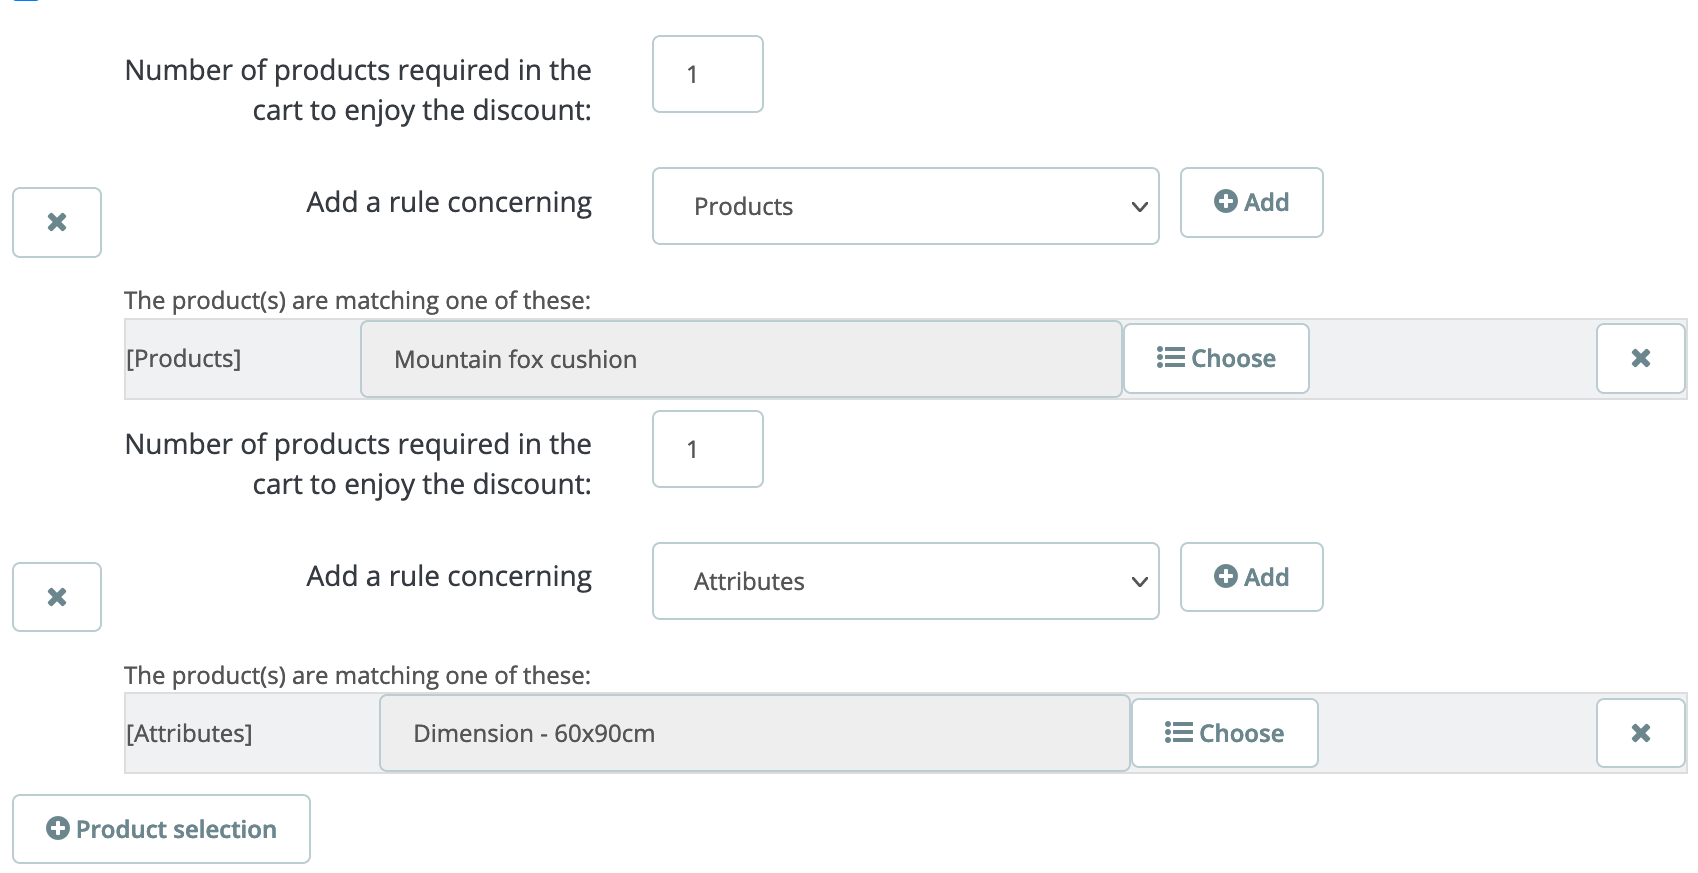 Number of products required in the
cart to enjoy the discount:
1
Add a rule concerning
Products
Add
The product(s) are matching one of these:
[Products]
Mountain fox cushion
Choose
Number of products required in the
cart to enjoy the discount:
1
Add a rule concerning
Attributes
Add
The product(s) are matching one of these:
[Attributes]
Dimension - 60x90cm
Choose
Product selection